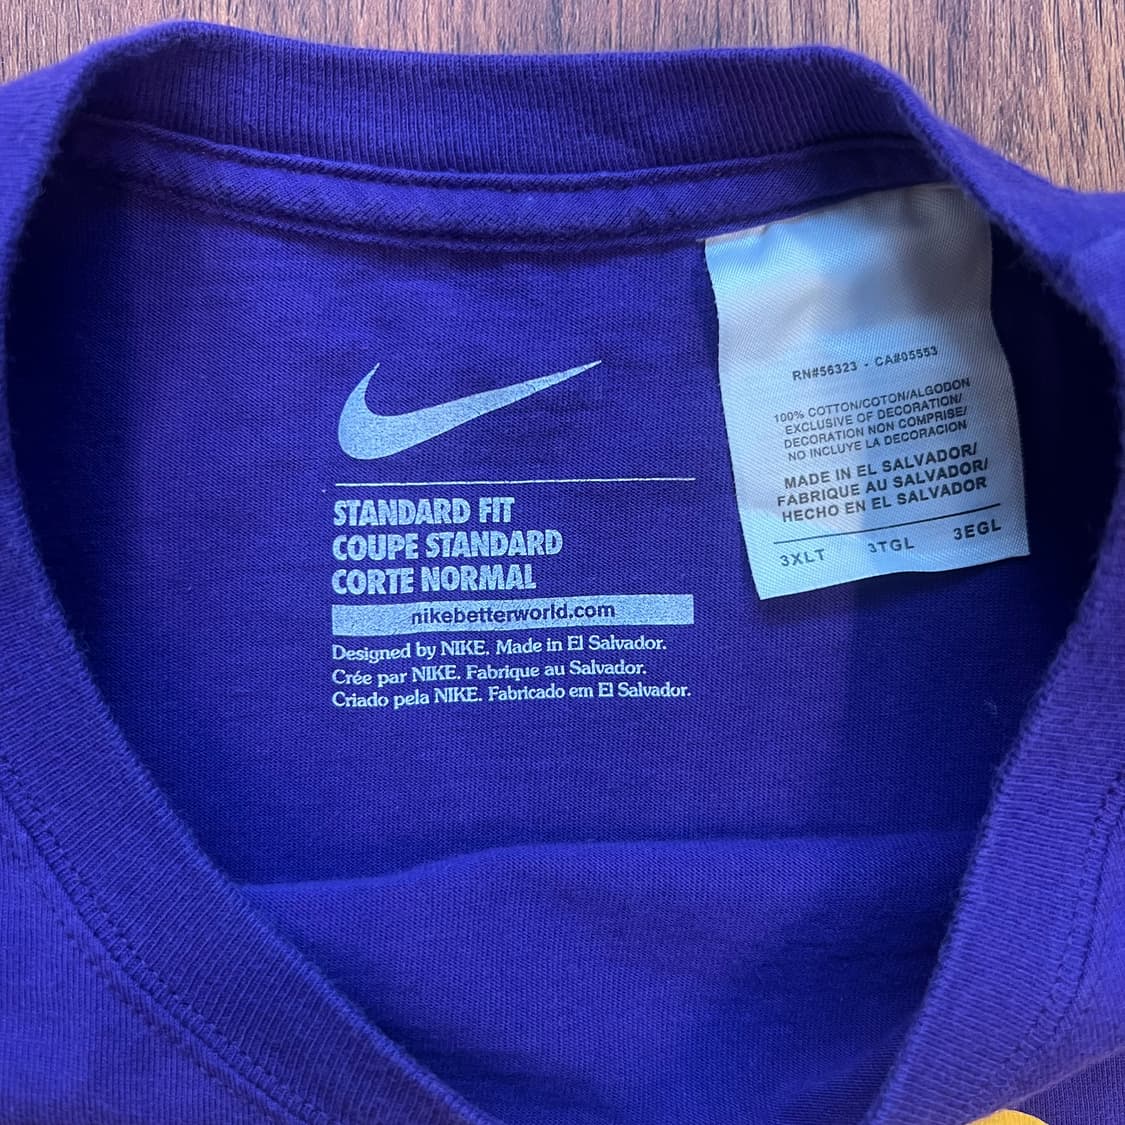 STANDARD FIT
COUPE STANDARD
CORTE NORMAL
nikebetterworld.com
Designed by NIKE. Made in El Salvador.
Crée par NIKE. Fabrique au Salvador.
Criado pela NIKE. Fabricado em El Salvador.
RN#56323 - CA#05553
100% COTTON/COTON/ALGODON
EXCLUSIVE OF DECORATION/
DECORATION NON COMPRISE/
NO INCLUYE LA DECORACION
MADE IN EL SALVADOR/
FABRIQUE AU SALVADOR/
HECHO EN EL SALVADOR
3XLT 3TGL 3EGL